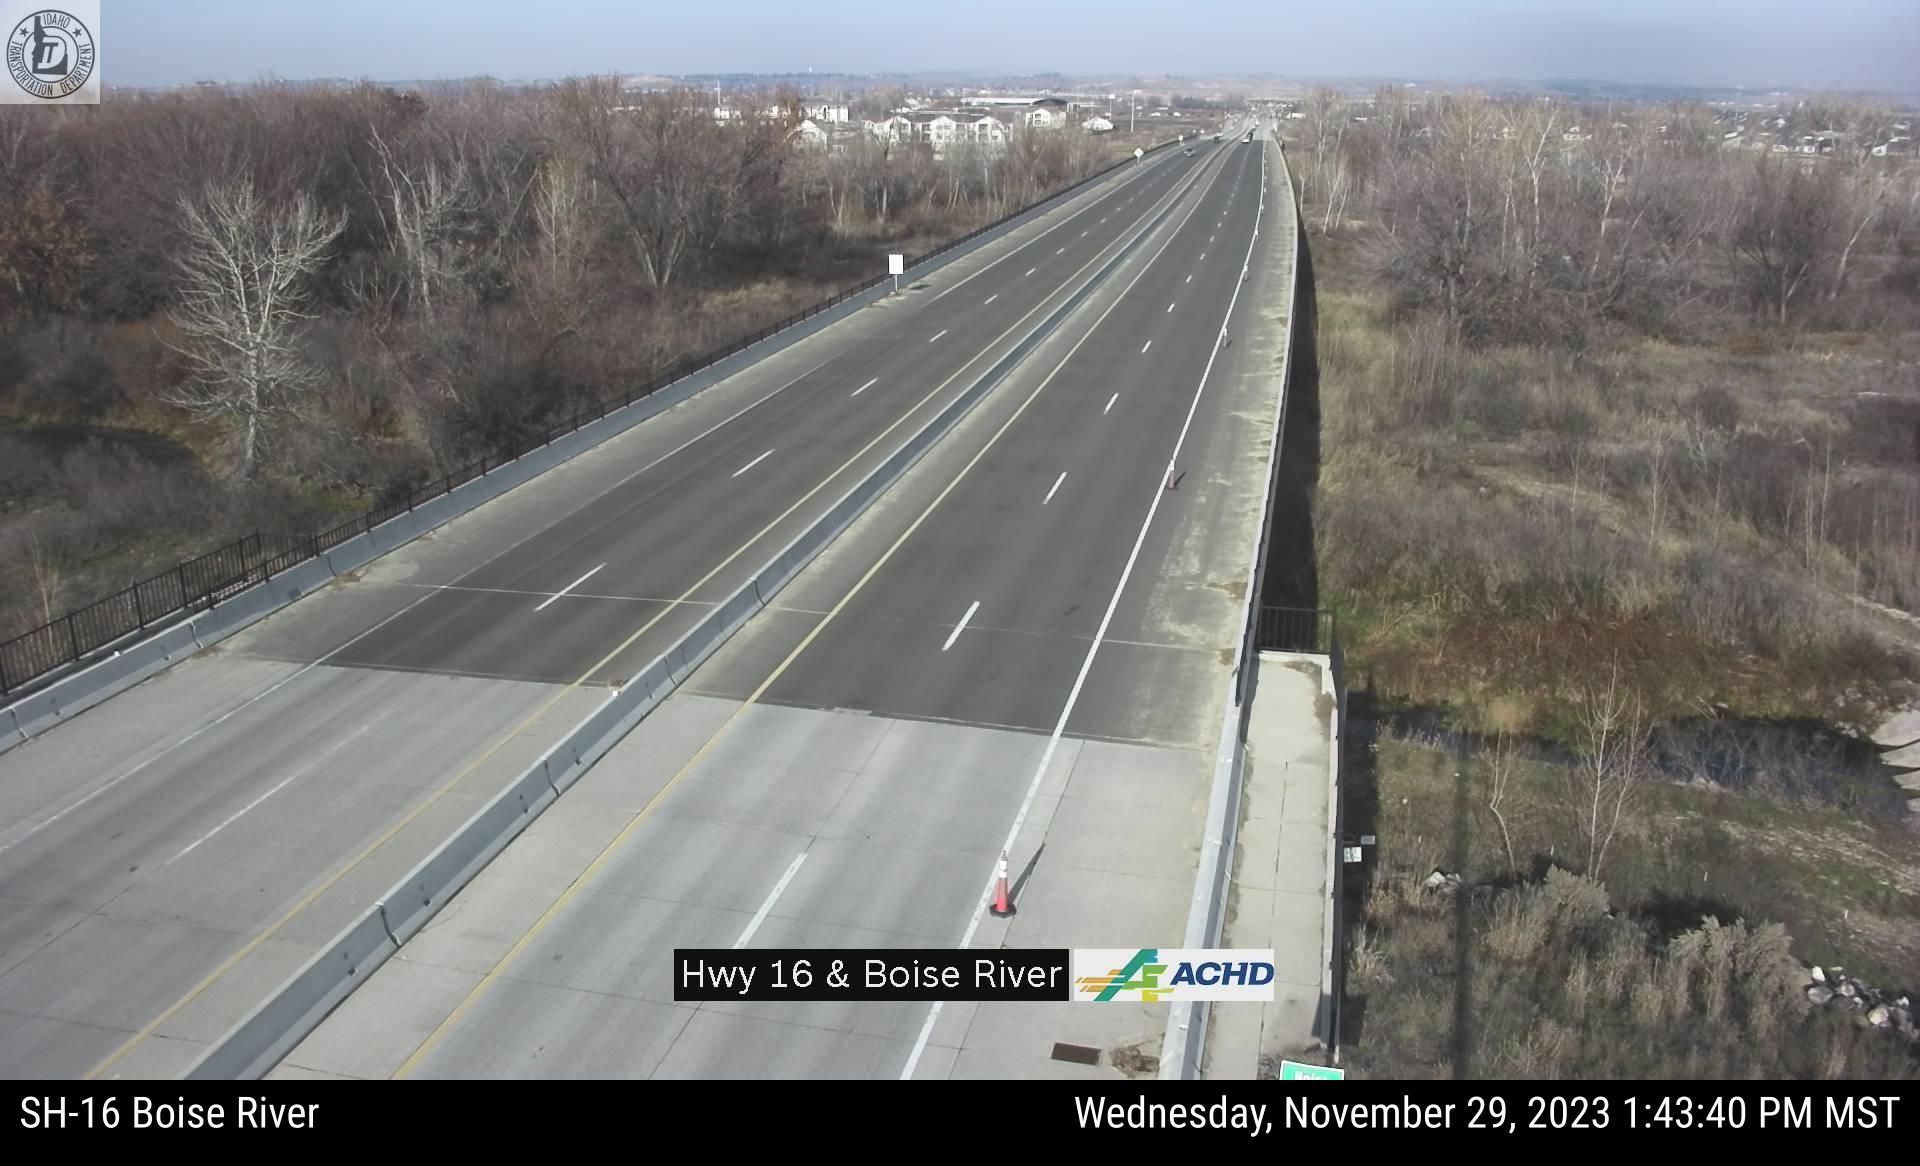 IDAHO
TRANSPORTATION DEPARTMENT
Hwy 16 & Boise River
ACHD
SH-16 Boise River
Wednesday, November 29, 2023 1:43:40 PM MST